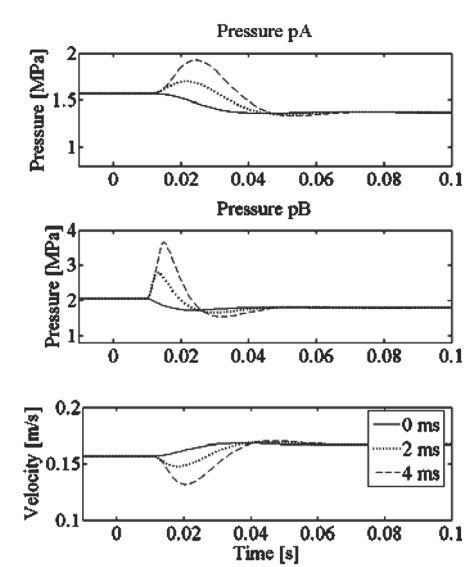 Pressure pA
Pressure [MPa]
2
1.5
1
0 0.02 0.04 0.06 0.08 0.1
Pressure pB
Pressure [MPa]
4
3
2
1
0 0.02 0.04 0.06 0.08 0.1
Velocity [m/s]
0.2
0.15
0.1
0 ms
2 ms
4 ms
0 0.02 0.04 0.06 0.08 0.1
Time [s]